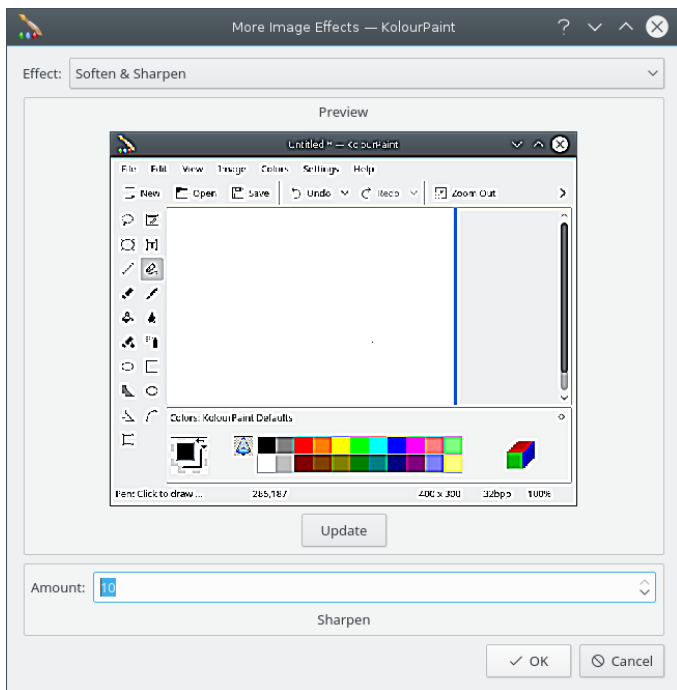 More Image Effects — KolourPaint
Effect: Soften & Sharpen
Preview
Untitled * — KolourPaint
File Edit View Image Colors Settings Help
New Open Save Undo Redo Zoom Out
Colors: KolourPaint Defaults
Pen: Click to draw ... 285,187 400 x 300 32bpp 100%
Update
Amount: 10
Sharpen
OK Cancel